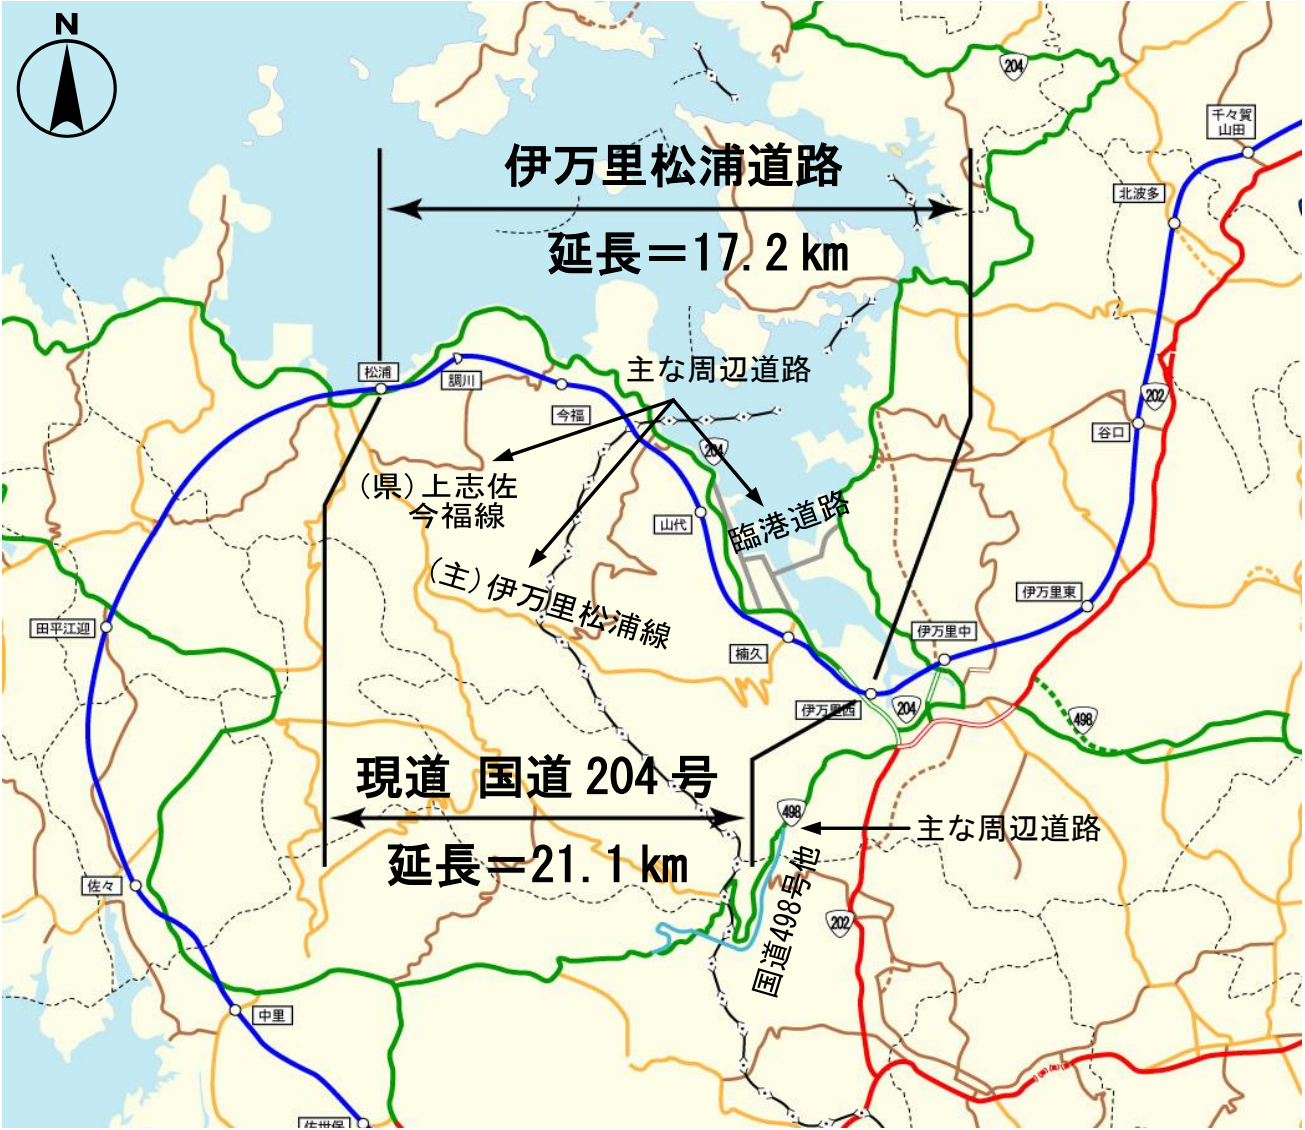 N
204
千々賀
山田
伊万里松浦道路
北波多
延長＝17.2 km
松浦
調川
主な周辺道路
202
今福
谷口
204
(県)上志佐
今福線
山代
臨港道路
(主)伊万里松浦線
伊万里東
田平江迎
伊万里中
楠久
伊万里西
204
498
現道 国道 204 号
498
主な周辺道路
延長＝21.1 km
国道498号他
佐々
202
中里
佐世保